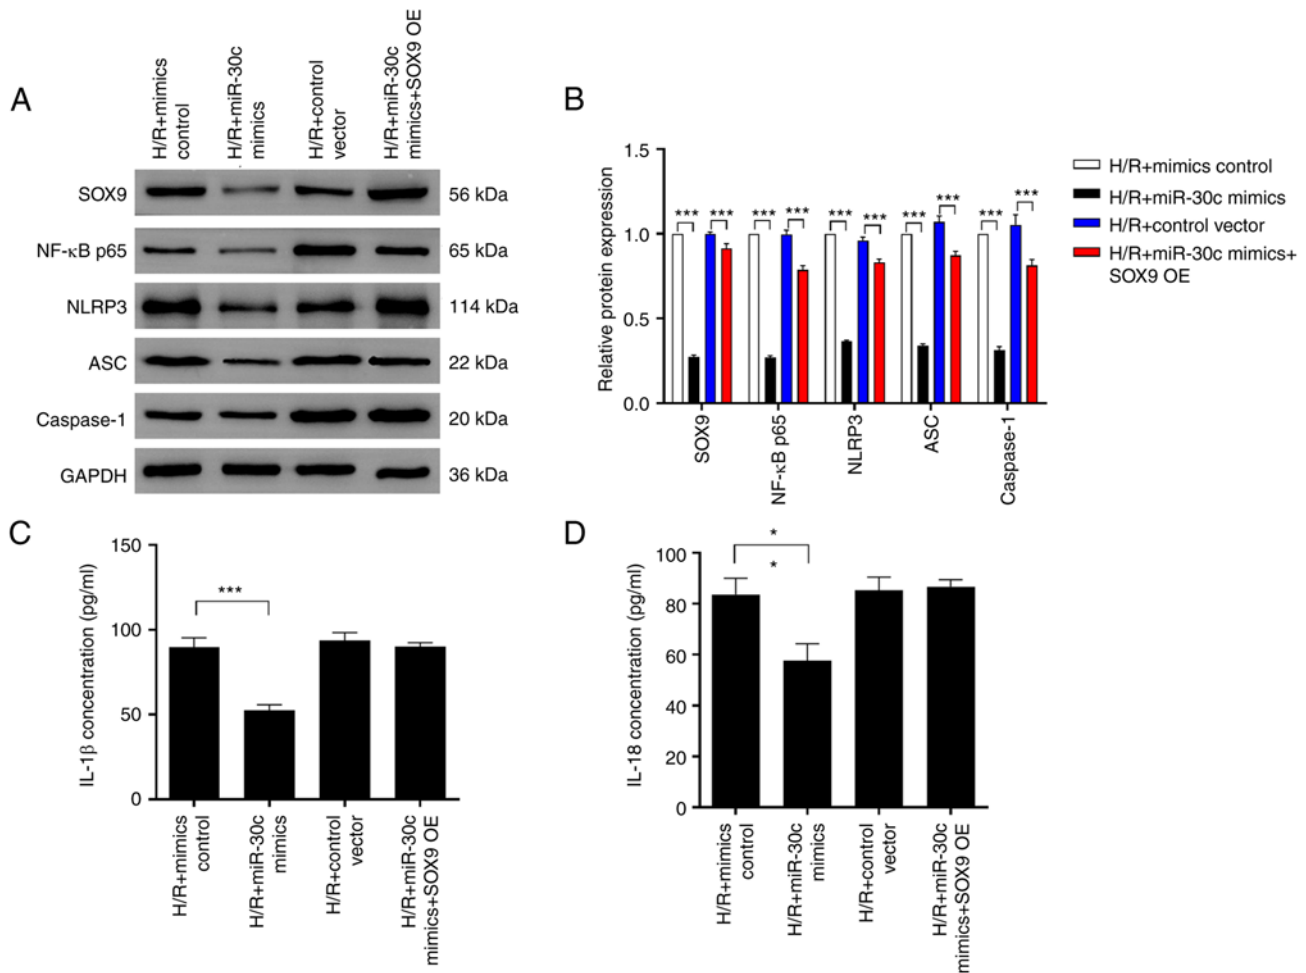 A
H/R+mimics
control
H/R+miR-30c
mimics
H/R+control
vector
H/R+miR-30c
mimics+SOX9 OE
SOX9
56 kDa
NF-κB p65
65 kDa
NLRP3
114 kDa
ASC
22 kDa
Caspase-1
20 kDa
GAPDH
36 kDa
B
Relative protein expression
1.5
1.0
0.5
0.0
*** *** *** *** *** *** *** *** *** ***
SOX9
NF-κB p65
NLRP3
ASC
Caspase-1
H/R+mimics control
H/R+miR-30c mimics
H/R+control vector
H/R+miR-30c mimics+
SOX9 OE
C
IL-1β concentration (pg/ml)
150
100
50
0
***
H/R+mimics
control
H/R+miR-30c
mimics
H/R+control
vector
H/R+miR-30c
mimics+SOX9 OE
D
IL-18 concentration (pg/ml)
100
80
60
40
20
0
*
*
H/R+mimics
control
H/R+miR-30c
mimics
H/R+control
vector
H/R+miR-30c
mimics+SOX9 OE